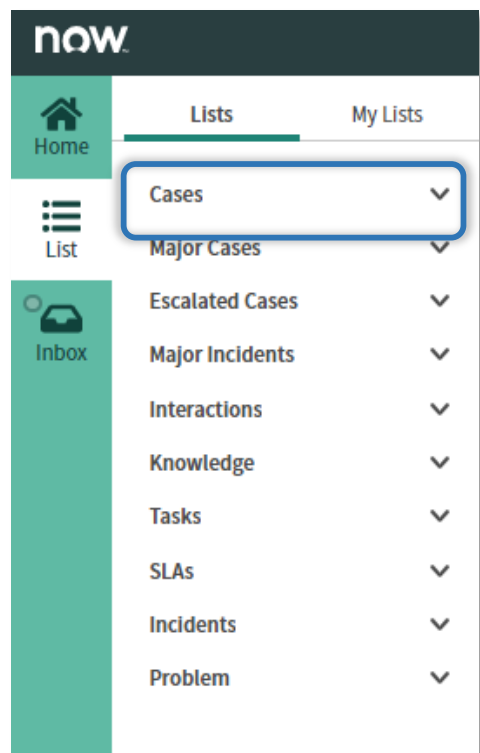 now.
Home
List
Inbox
Lists My Lists
Cases
Major Cases
Escalated Cases
Major Incidents
Interactions
Knowledge
Tasks
SLAs
Incidents
Problem